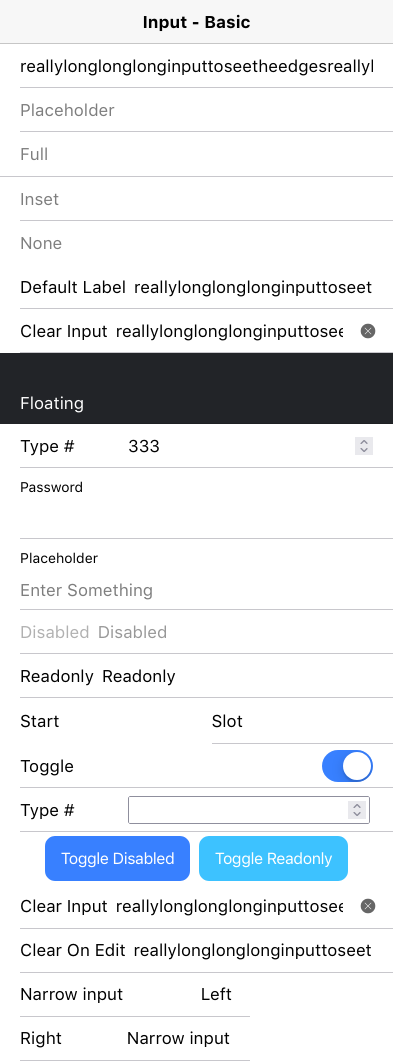 Input - Basic
reallylonglonglonginputtoseetheedgesreallyl
Placeholder
Full
Inset
None
Default Label reallylonglonglonginputtoseet
Clear Input reallylonglonglonginputtosee
Floating
Type # 333
Password
Placeholder
Enter Something
Disabled Disabled
Readonly Readonly
Start Slot
Toggle
Type #
Toggle Disabled Toggle Readonly
Clear Input reallylonglonglonginputtosee
Clear On Edit reallylonglonglonginputtoseet
Narrow input Left
Right Narrow input